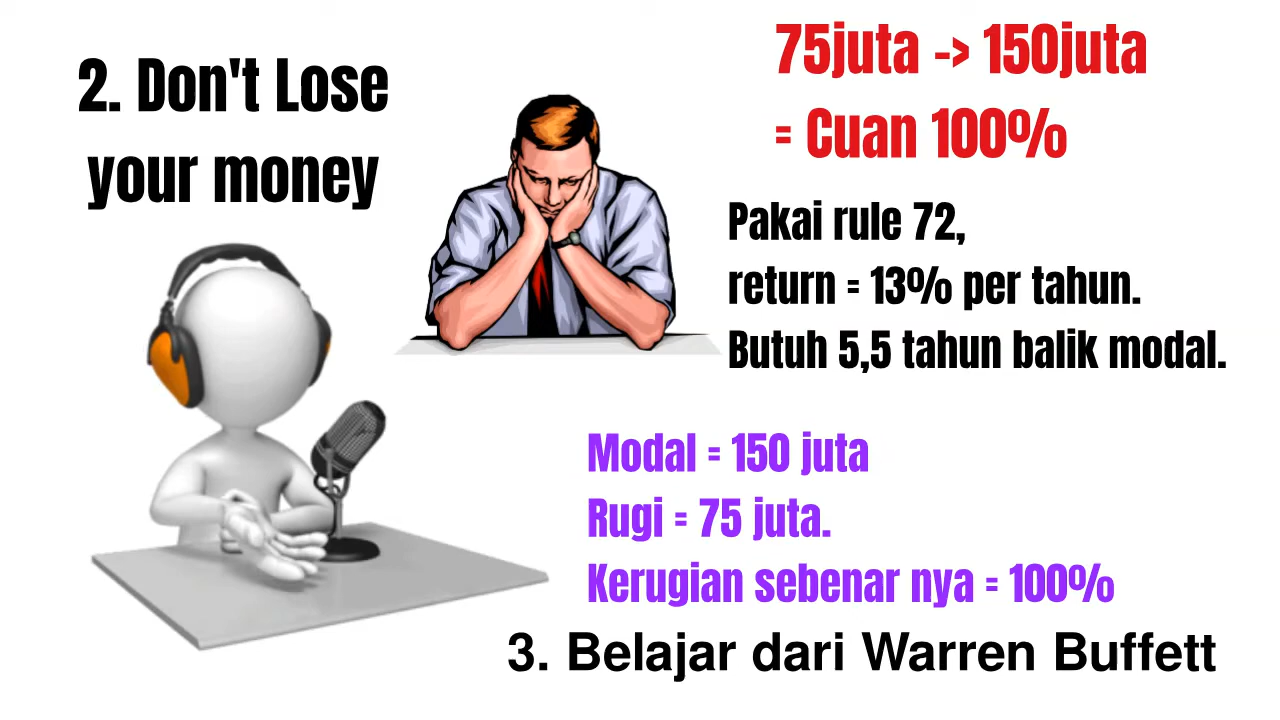 2. Don't Lose
your money
75juta -> 150juta
= Cuan 100%
Pakai rule 72,
return = 13% per tahun.
Butuh 5,5 tahun balik modal.
Modal = 150 juta
Rugi = 75 juta.
Kerugian sebenar nya = 100%
3. Belajar dari Warren Buffett